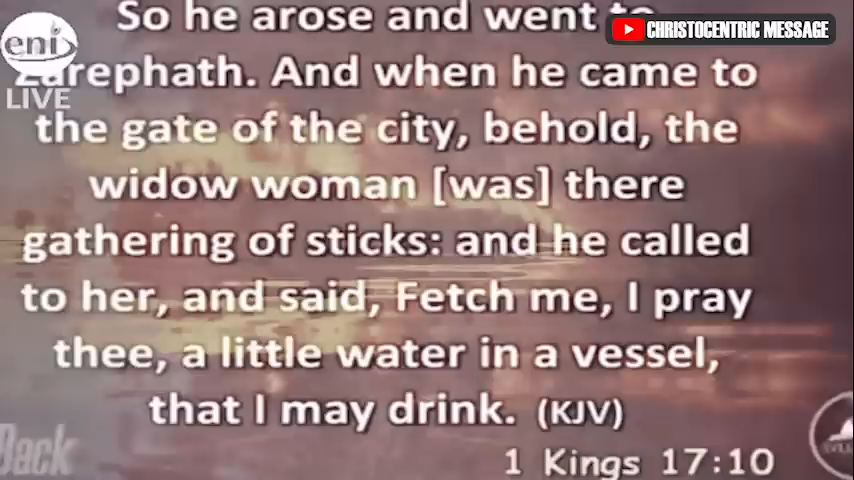 So he arose and went to
CHRISTOCENTRIC MESSAGE
eni
LIVE
Zarephath. And when he came to
the gate of the city, behold, the
widow woman [was] there
gathering of sticks: and he called
to her, and said, Fetch me, I pray
thee, a little water in a vessel,
that I may drink. (KJV)
Back
1 Kings 17:10